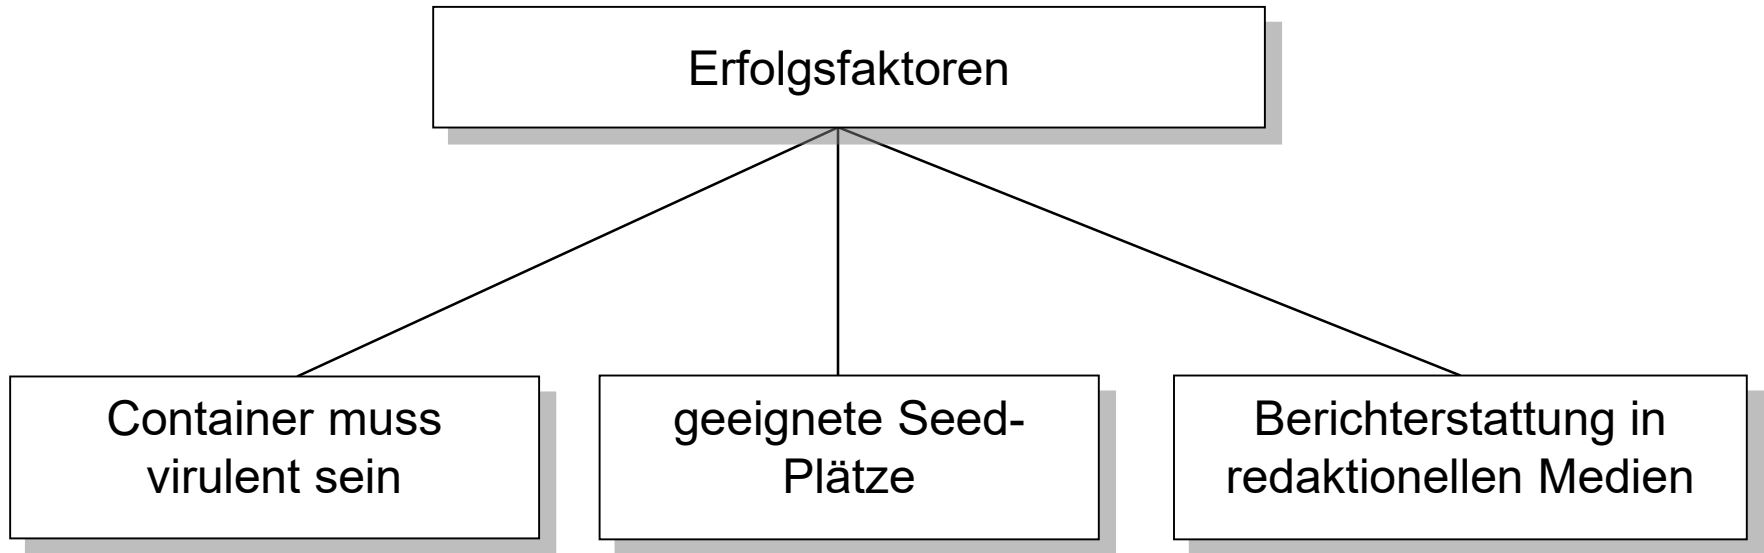 Erfolgsfaktoren
Container muss
virulent sein
geeignete Seed-
Plätze
Berichterstattung in
redaktionellen Medien